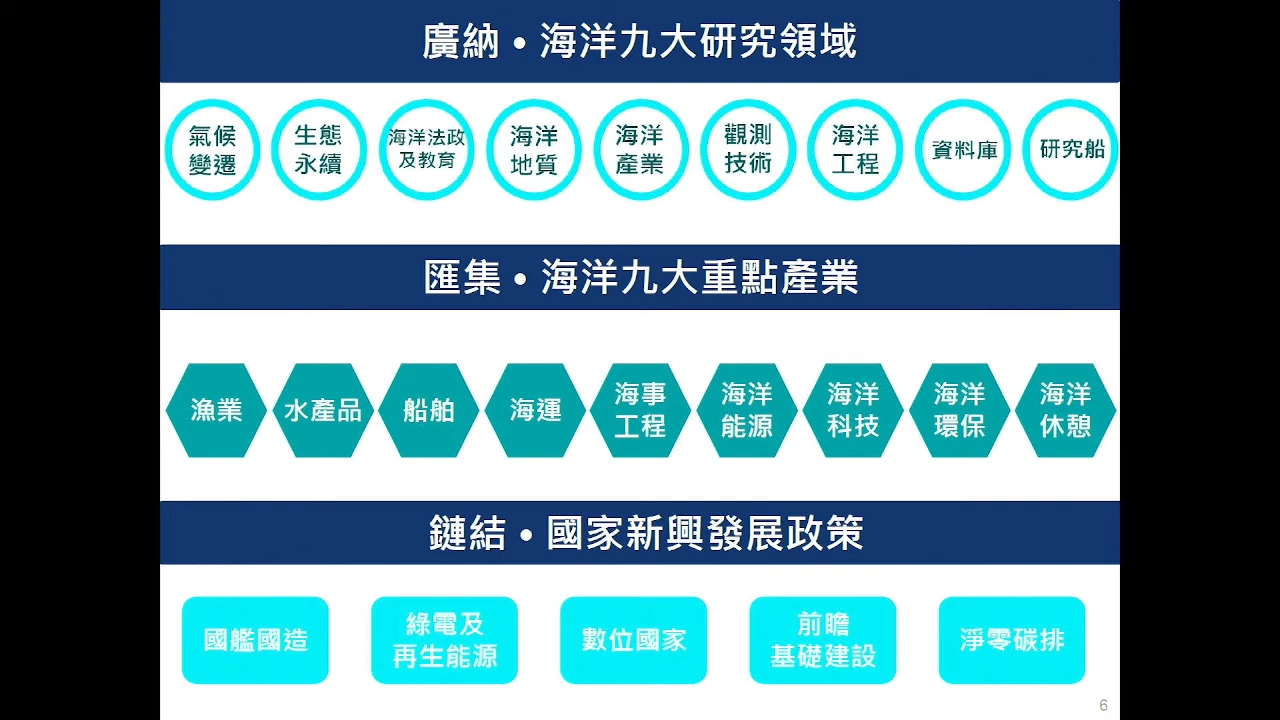 廣納 • 海洋九大研究領域
氣候
變遷
生態
永續
海洋法政
及教育
海洋
地質
海洋
產業
觀測
技術
海洋
工程
資料庫
研究船
匯集 • 海洋九大重點產業
漁業
水產品
船舶
海運
海事
工程
海洋
能源
海洋
科技
海洋
環保
海洋
休憩
鏈結 • 國家新興發展政策
國艦國造
綠電及
再生能源
數位國家
前瞻
基礎建設
淨零碳排
6